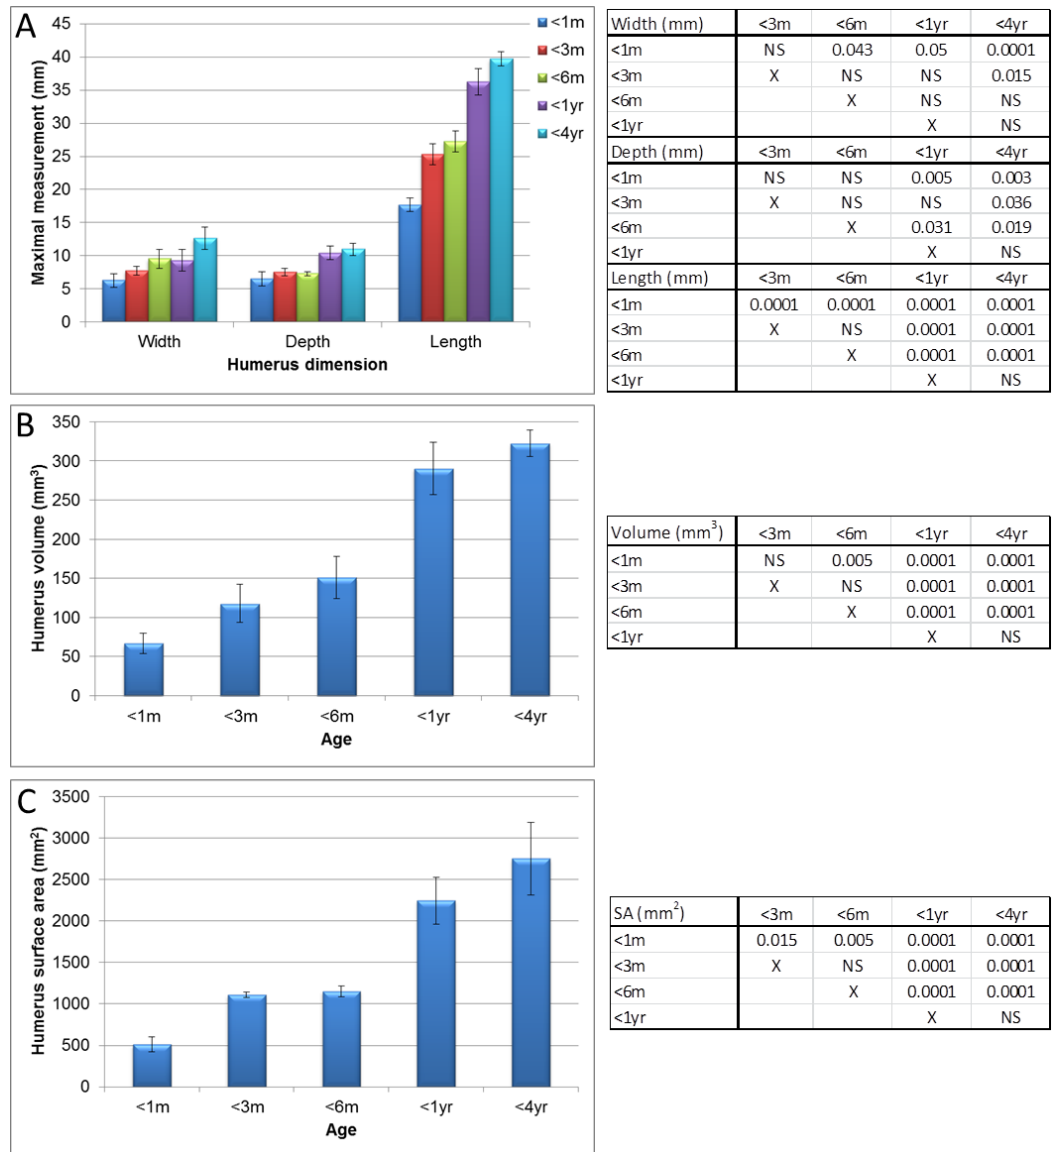 A
45
40
35
30
25
20
15
10
5
0
Maximal measurement (mm)
Width Depth Length
Humerus dimension
<1m
<3m
<6m
<1yr
<4yr
Width (mm) <3m <6m <1yr <4yr
<1m NS 0.043 0.05 0.0001
<3m X NS NS 0.015
<6m X NS NS
<1yr X NS
Depth (mm) <3m <6m <1yr <4yr
<1m NS NS 0.005 0.003
<3m X NS NS 0.036
<6m X 0.031 0.019
<1yr X NS
Length (mm) <3m <6m <1yr <4yr
<1m 0.0001 0.0001 0.0001 0.0001
<3m X NS 0.0001 0.0001
<6m X 0.0001 0.0001
<1yr X NS
B
350
300
250
200
150
100
50
0
Humerus volume (mm³)
<1m <3m <6m <1yr <4yr
Age
Volume (mm³) <3m <6m <1yr <4yr
<1m NS 0.005 0.0001 0.0001
<3m X NS 0.0001 0.0001
<6m X 0.0001 0.0001
<1yr X NS
C
3500
3000
2500
2000
1500
1000
500
0
Humerus surface area (mm²)
<1m <3m <6m <1yr <4yr
Age
SA (mm²) <3m <6m <1yr <4yr
<1m 0.015 0.005 0.0001 0.0001
<3m X NS 0.0001 0.0001
<6m X 0.0001 0.0001
<1yr X NS